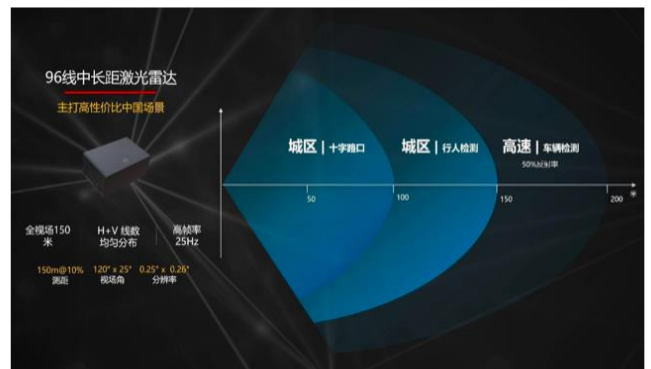 96线中长距激光雷达
主打高性价比中国场景
城区 | 十字路口
城区 | 行人检测
高速 | 车辆检测
50%反射率
50
100
150
200
米
全视场150
米
H+V 线数
均匀分布
高帧率
25Hz
150m@10%
测距
120° x 25°
视场角
0.25° x 0.26°
分辨率